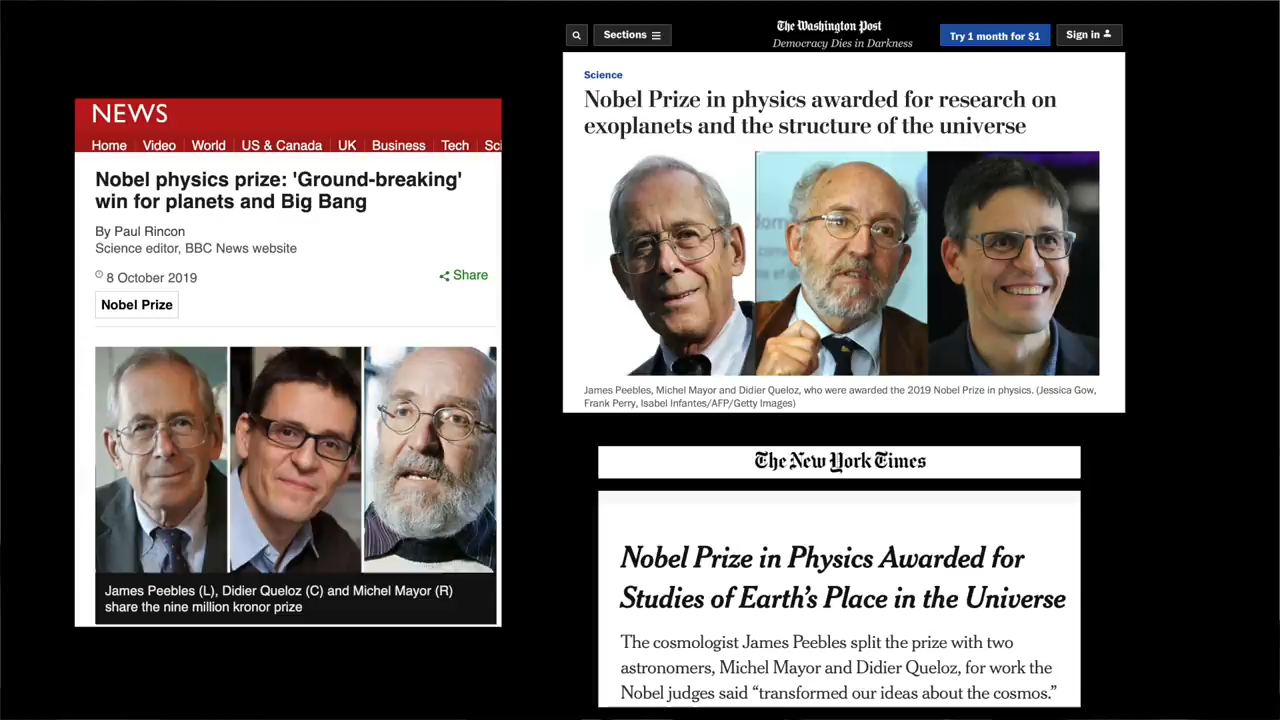 NEWS
Home Video World US & Canada UK Business Tech Sci
Nobel physics prize: 'Ground-breaking'
win for planets and Big Bang
By Paul Rincon
Science editor, BBC News website
8 October 2019
Share
Nobel Prize
James Peebles (L), Didier Queloz (C) and Michel Mayor (R)
share the nine million kronor prize
Sections
The Washington Post
Democracy Dies in Darkness
Try 1 month for $1
Sign in
Science
Nobel Prize in physics awarded for research on
exoplanets and the structure of the universe
James Peebles, Michel Mayor and Didier Queloz, who were awarded the 2019 Nobel Prize in physics. (Jessica Gow,
Frank Perry, Isabel Infantes/AFP/Getty Images)
The New York Times
Nobel Prize in Physics Awarded for
Studies of Earth's Place in the Universe
The cosmologist James Peebles split the prize with two
astronomers, Michel Mayor and Didier Queloz, for work the
Nobel judges said “transformed our ideas about the cosmos.”